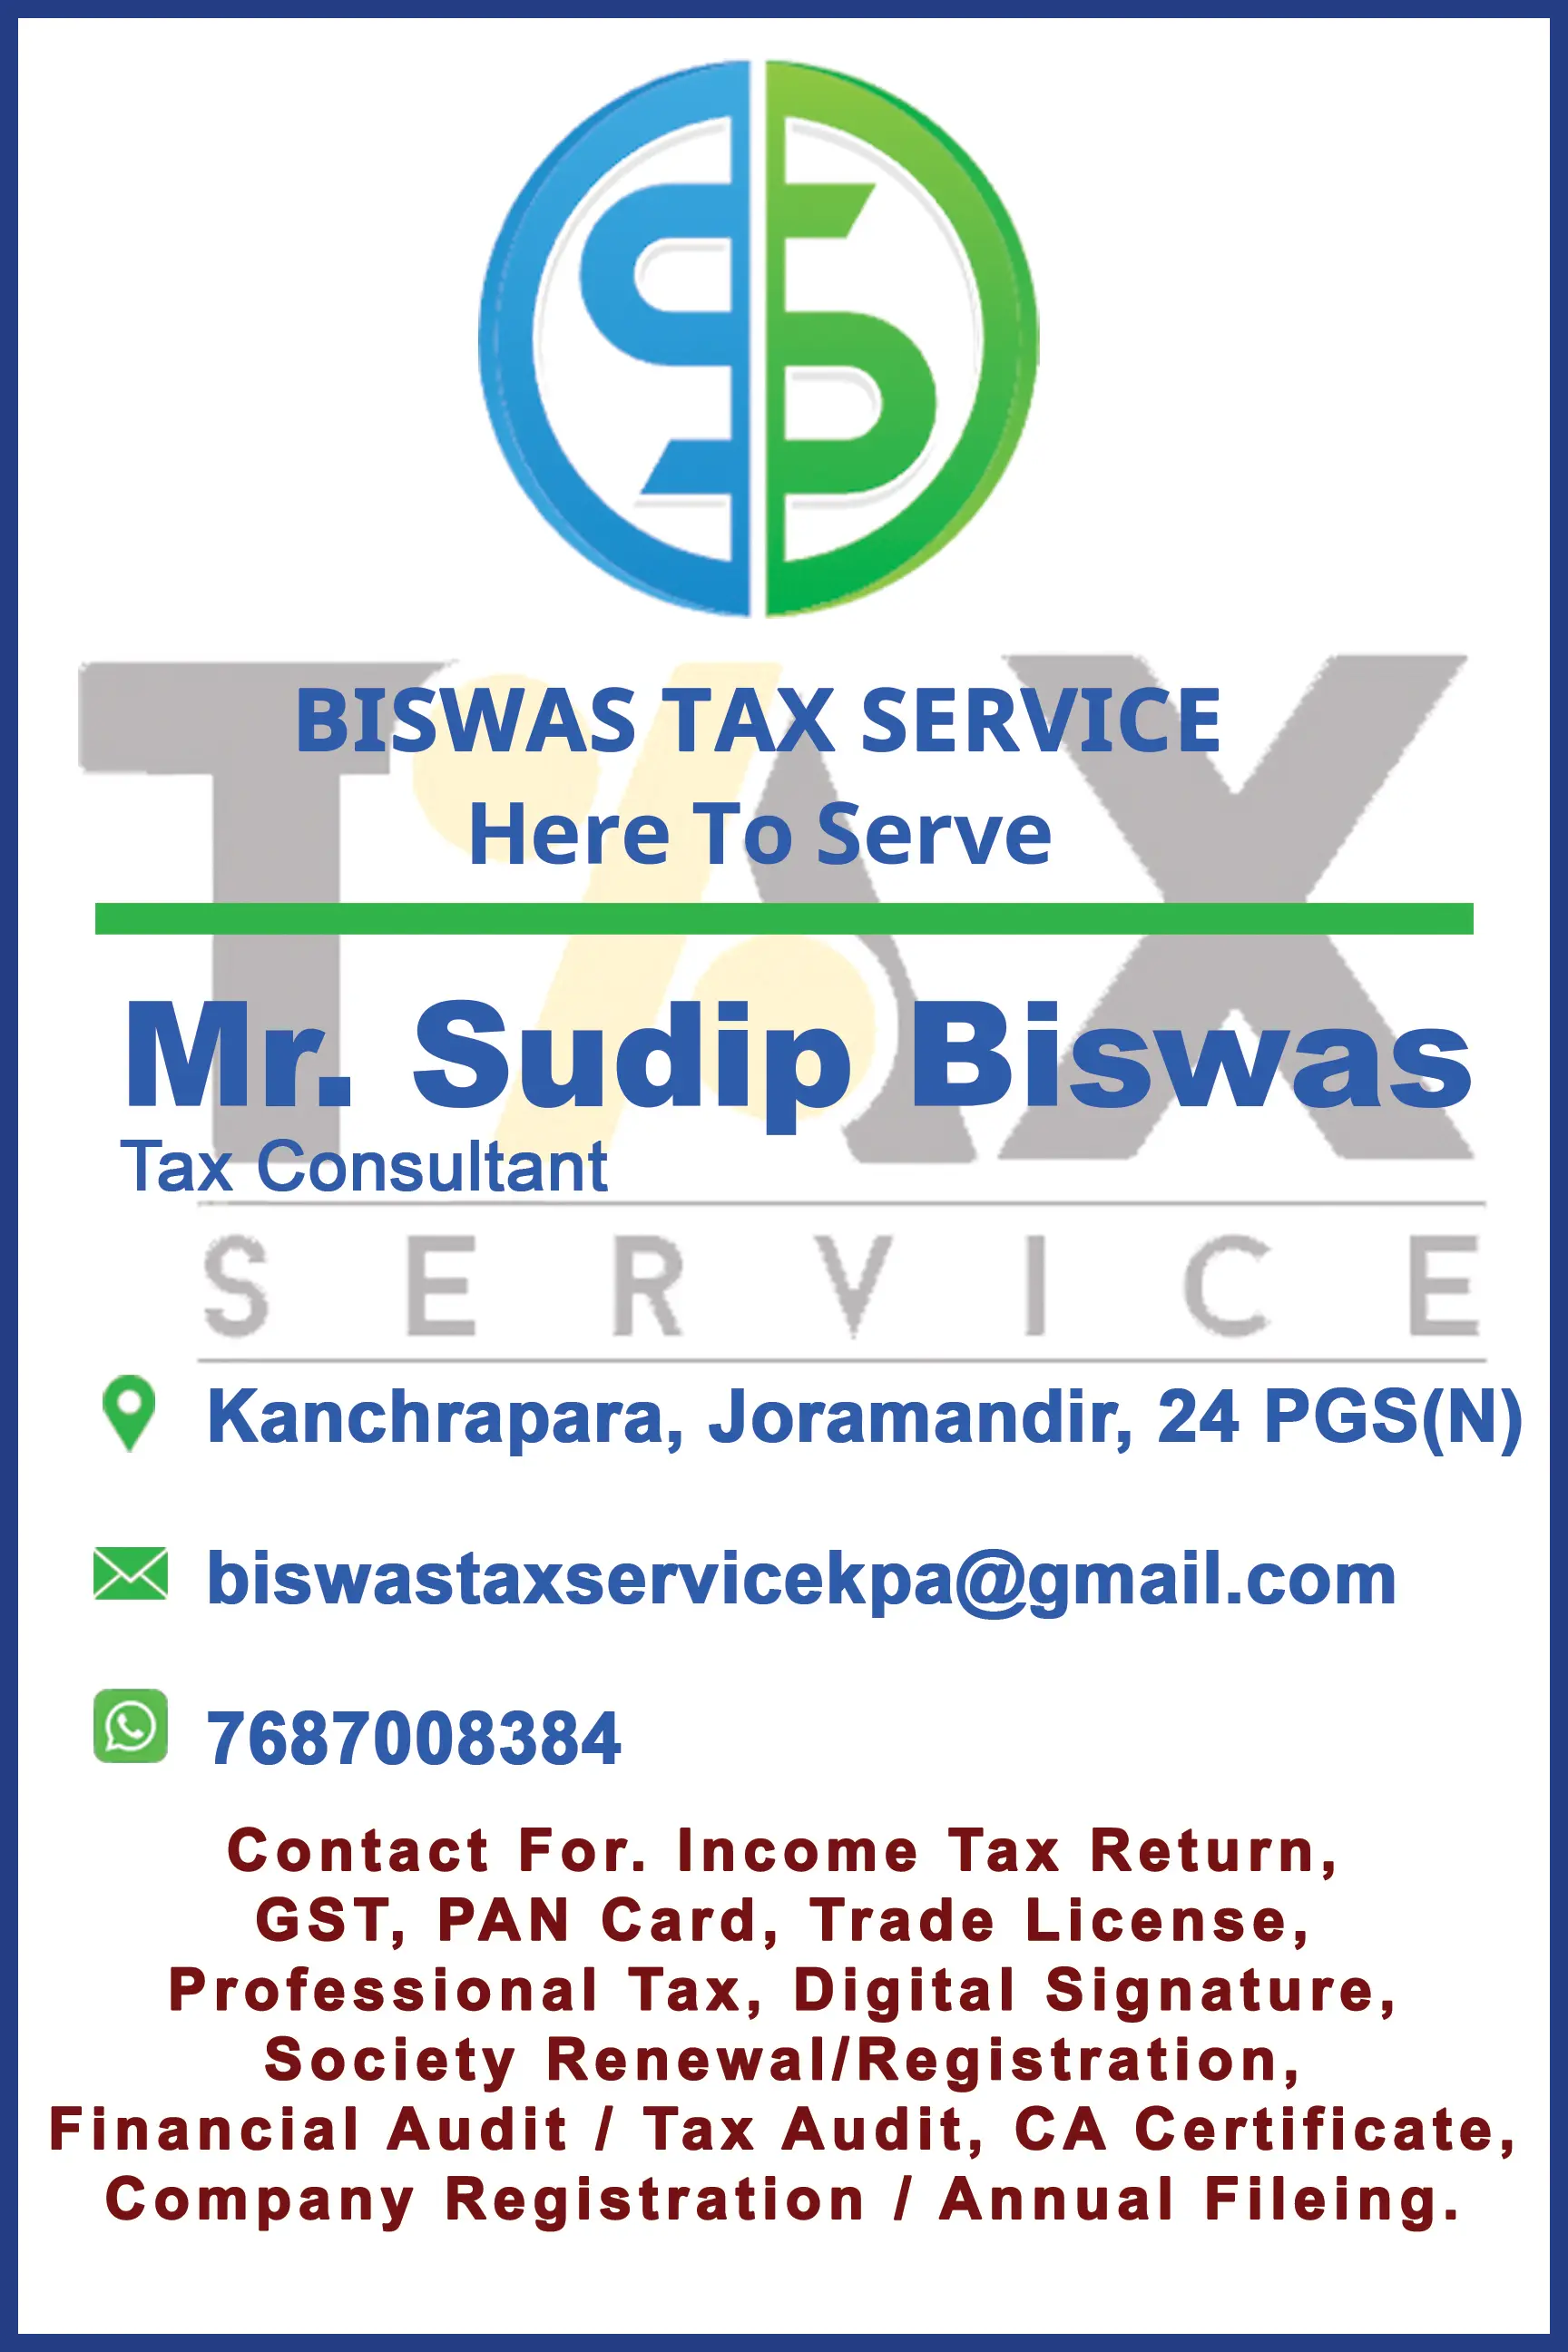 BISWAS TAX SERVICE
Here To Serve
TAX
Mr. Sudip Biswas
Tax Consultant
SERVICE
Kanchrapara, Joramandir, 24 PGS(N)
biswastaxservicekpa@gmail.com
7687008384
Contact For. Income Tax Return,
GST, PAN Card, Trade License,
Professional Tax, Digital Signature,
Society Renewal/Registration,
Financial Audit / Tax Audit, CA Certificate,
Company Registration / Annual Fileing.